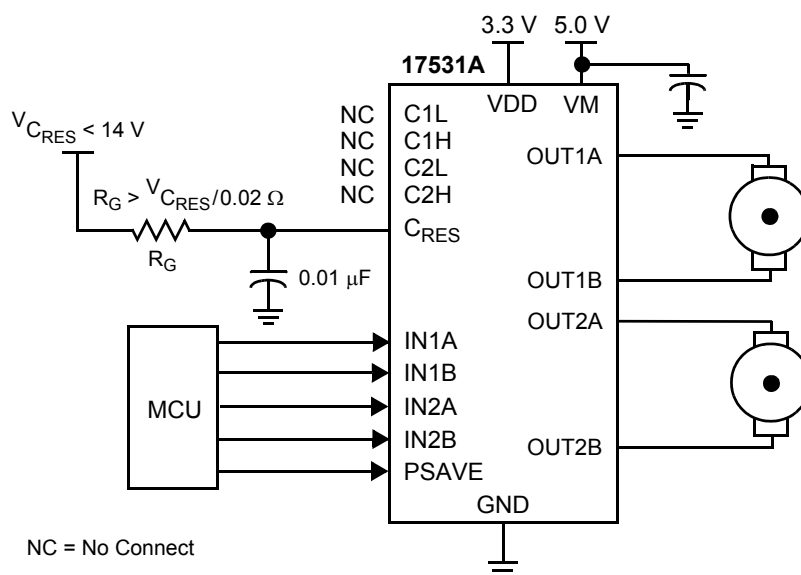 3.3 V 5.0 V
17531A
VDD VM
VCRES < 14 V
NC C1L
NC C1H
NC C2L
NC C2H
RG > VCRES/0.02 Ω
CRES
RG
0.01 μF
OUT1A
OUT1B
OUT2A
OUT2B
MCU
IN1A
IN1B
IN2A
IN2B
PSAVE
GND
NC = No Connect